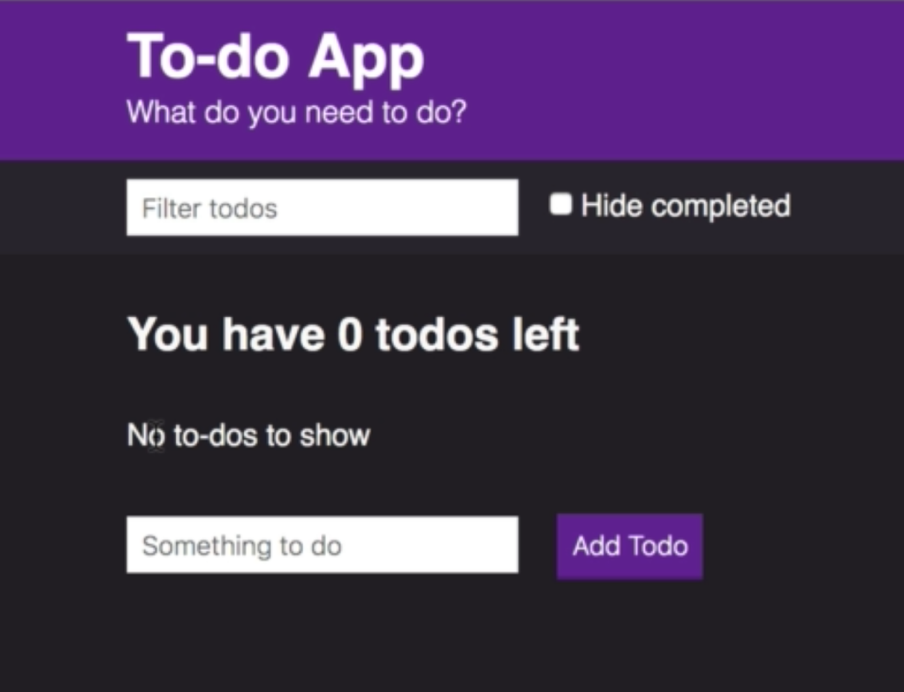 To-do App
What do you need to do?
Filter todos
Hide completed
You have 0 todos left
No to-dos to show
Something to do
Add Todo